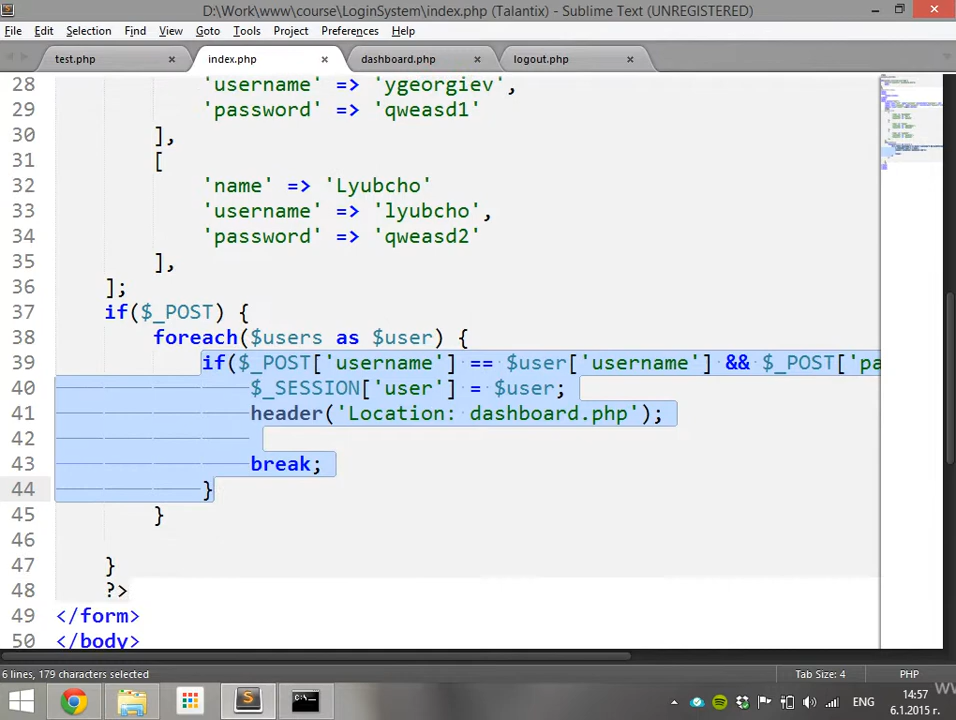 D:\Work\www\course\LoginSystem\index.php (Talantix) - Sublime Text (UNREGISTERED)
File Edit Selection Find View Goto Tools Project Preferences Help
test.php × index.php × dashboard.php × logout.php ×
28 'username' => 'ygeorgiev',
29 'password' => 'qweasd1'
30 ],
31 [
32 'name' => 'Lyubcho'
33 'username' => 'lyubcho',
34 'password' => 'qweasd2'
35 ],
36 ];
37 if($_POST) {
38 foreach($users as $user) {
39 if($_POST['username'] == $user['username'] && $_POST['pa
40 $_SESSION['user'] = $user;
41 header('Location: dashboard.php');
42
43 break;
44 }
45 }
46
47 }
48 ?>
49 </form>
50 </body>
6 lines, 179 characters selected Tab Size: 4 PHP
ENG 14:57
6.1.2015 г.